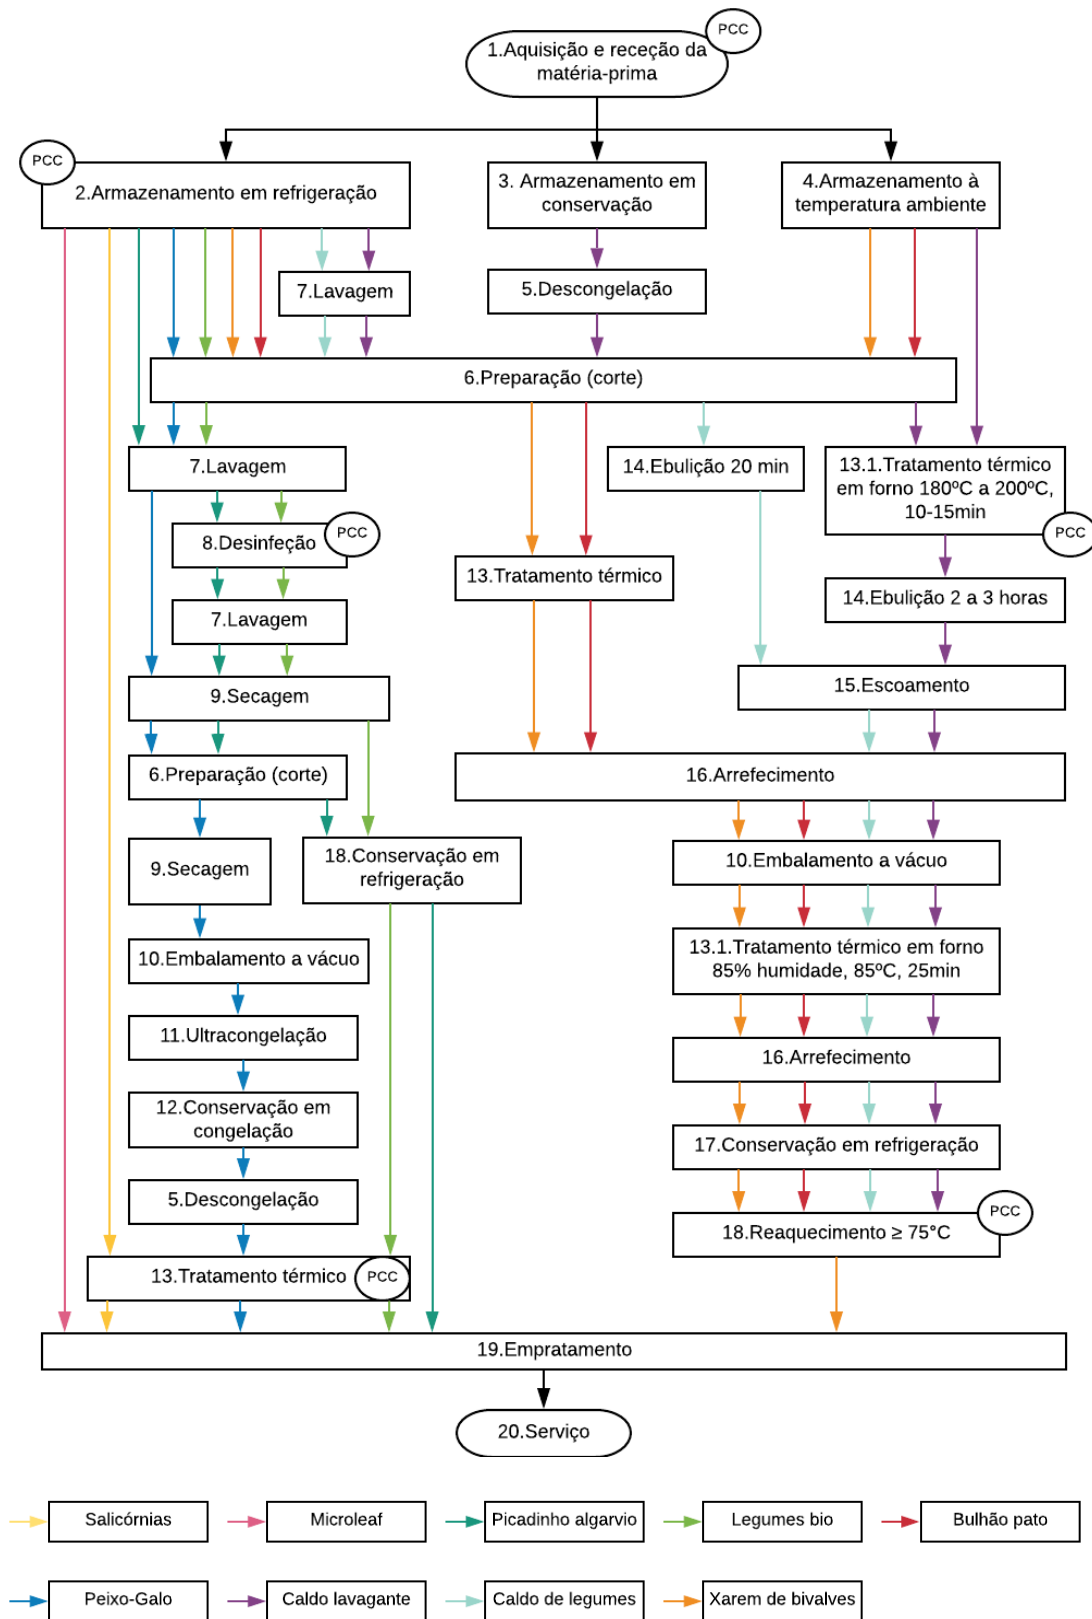 PCC
1.Aquisição e receção da
matéria-prima
PCC
2.Armazenamento em refrigeração
3. Armazenamento em
conservação
4.Armazenamento à
temperatura ambiente
7.Lavagem
5.Descongelação
6.Preparação (corte)
7.Lavagem
14.Ebulição 20 min
13.1.Tratamento térmico
em forno 180ºC a 200ºC,
10-15min
PCC
8.Desinfeção
PCC
13.Tratamento térmico
14.Ebulição 2 a 3 horas
7.Lavagem
9.Secagem
15.Escoamento
6.Preparação (corte)
16.Arrefecimento
9.Secagem
18.Conservação em
refrigeração
10.Embalamento a vácuo
10.Embalamento a vácuo
13.1.Tratamento térmico em forno
85% humidade, 85ºC, 25min
11.Ultracongelação
16.Arrefecimento
12.Conservação em
congelação
17.Conservação em refrigeração
5.Descongelação
PCC
18.Reaquecimento ≥ 75°C
13.Tratamento térmico
PCC
19.Empratamento
20.Serviço
Salicórnias
Microleaf
Picadinho algarvio
Legumes bio
Bulhão pato
Peixo-Galo
Caldo lavagante
Caldo de legumes
Xarem de bivalves